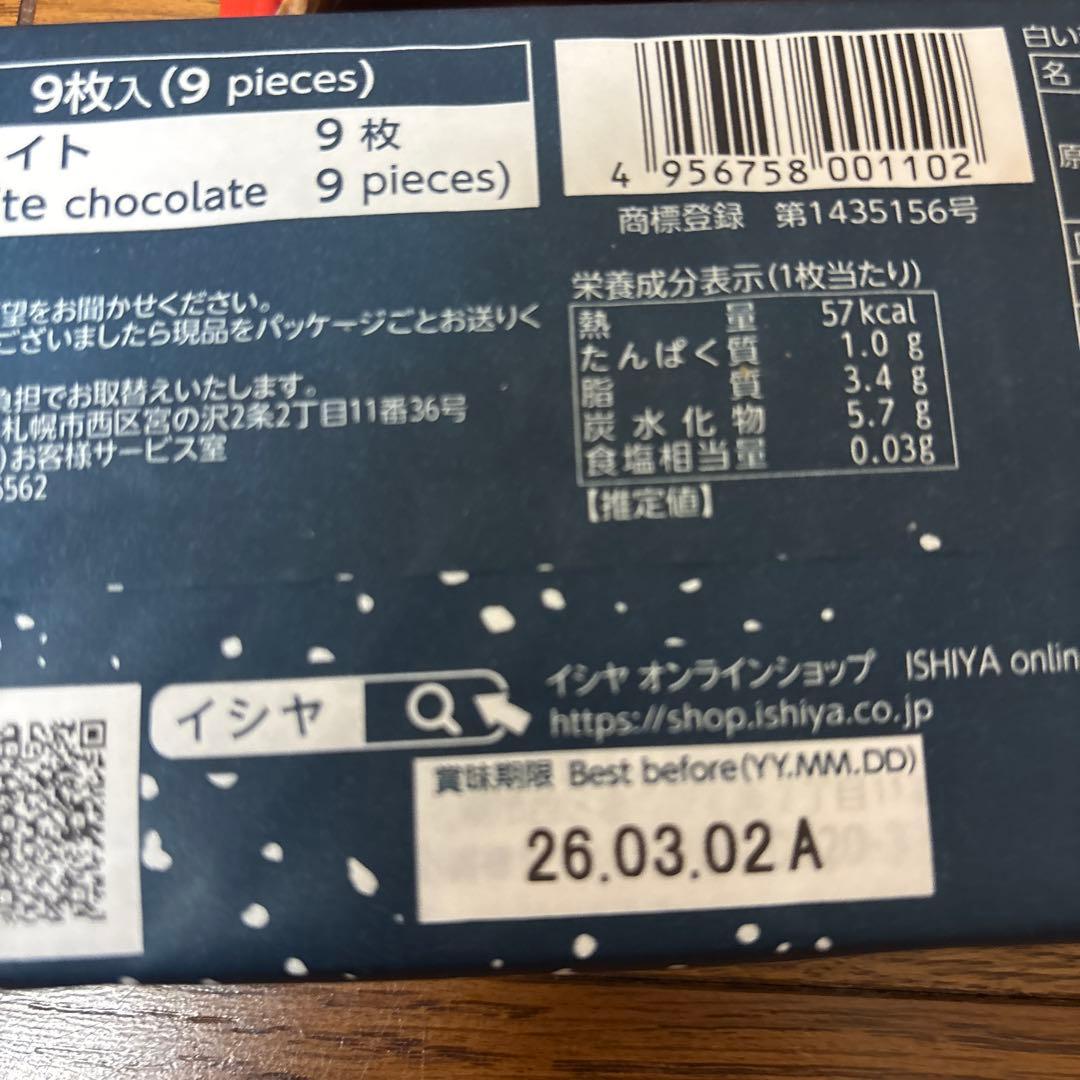 9枚入(9 pieces)
イト 9 枚
te chocolate 9 pieces)
4 956758 001102
商標登録 第1435156号
白い
名
原
栄養成分表示(1枚当たり)
熱量 57kcal
たんぱく質 1.0 g
脂質 3.4 g
炭水化物 5.7 g
食塩相当量 0.03g
【推定値】
望をお聞かせください。
ございましたら現品をパッケージごとお送りく
負担でお取替えいたします。
札幌市西区宮の沢2条2丁目11番36号
)お客様サービス室
5562
イシヤ
イシヤ オンラインショップ ISHIYA onlin
https://shop.ishiya.co.jp
賞味期限 Best before(YY.MM.DD)
26.03.02 A